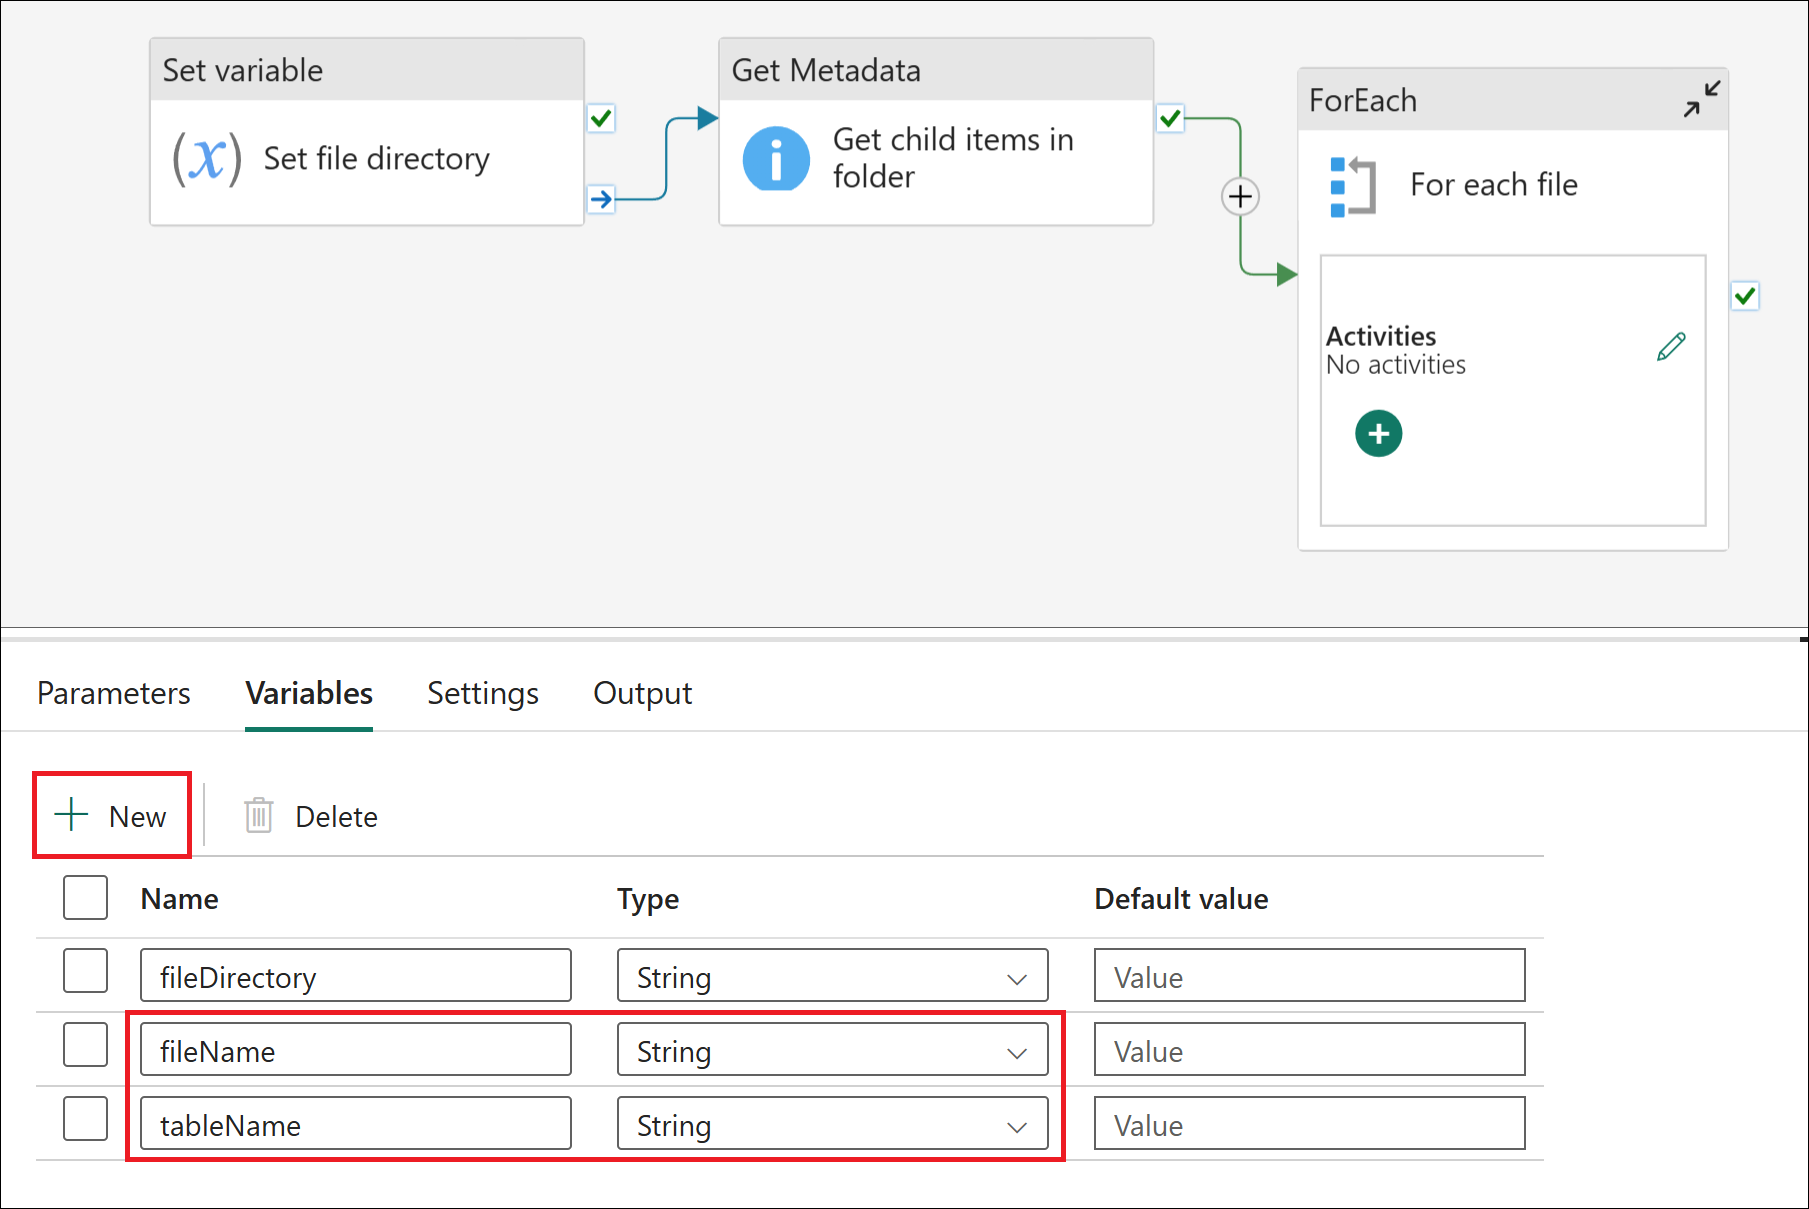 Set variable
(x) Set file directory
Get Metadata
Get child items in
folder
ForEach
For each file
Activities
No activities
Parameters Variables Settings Output
New Delete
Name Type Default value
fileDirectory String Value
fileName String Value
tableName String Value